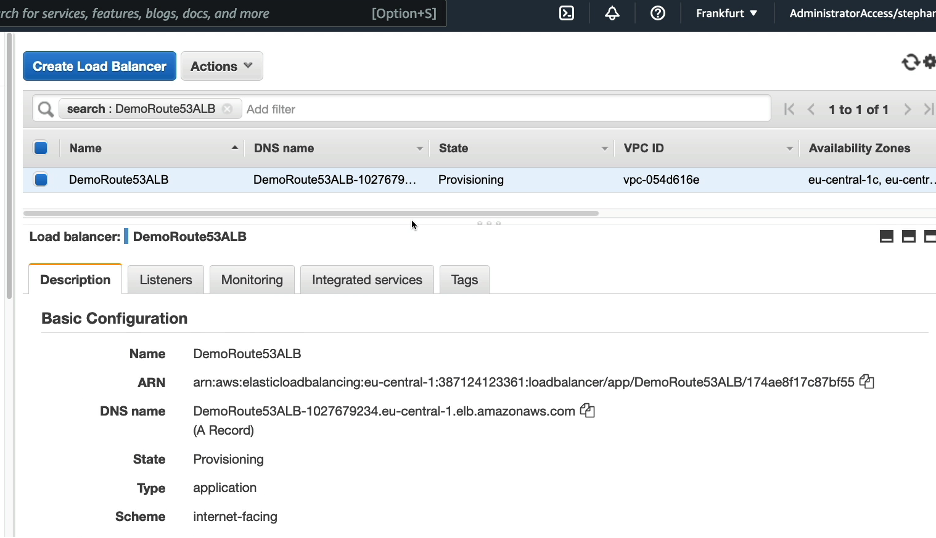 rch for services, features, blogs, docs, and more [Option+S] Frankfurt ▼ AdministratorAccess/stephan
Create Load Balancer Actions
search : DemoRoute53ALB Add filter 1 to 1 of 1
Name DNS name State VPC ID Availability Zones
DemoRoute53ALB DemoRoute53ALB-1027679... Provisioning vpc-054d616e eu-central-1c, eu-centr...
Load balancer: DemoRoute53ALB
Description Listeners Monitoring Integrated services Tags
Basic Configuration
Name DemoRoute53ALB
ARN arn:aws:elasticloadbalancing:eu-central-1:387124123361:loadbalancer/app/DemoRoute53ALB/174ae8f17c87bf55
DNS name DemoRoute53ALB-1027679234.eu-central-1.elb.amazonaws.com
(A Record)
State Provisioning
Type application
Scheme internet-facing